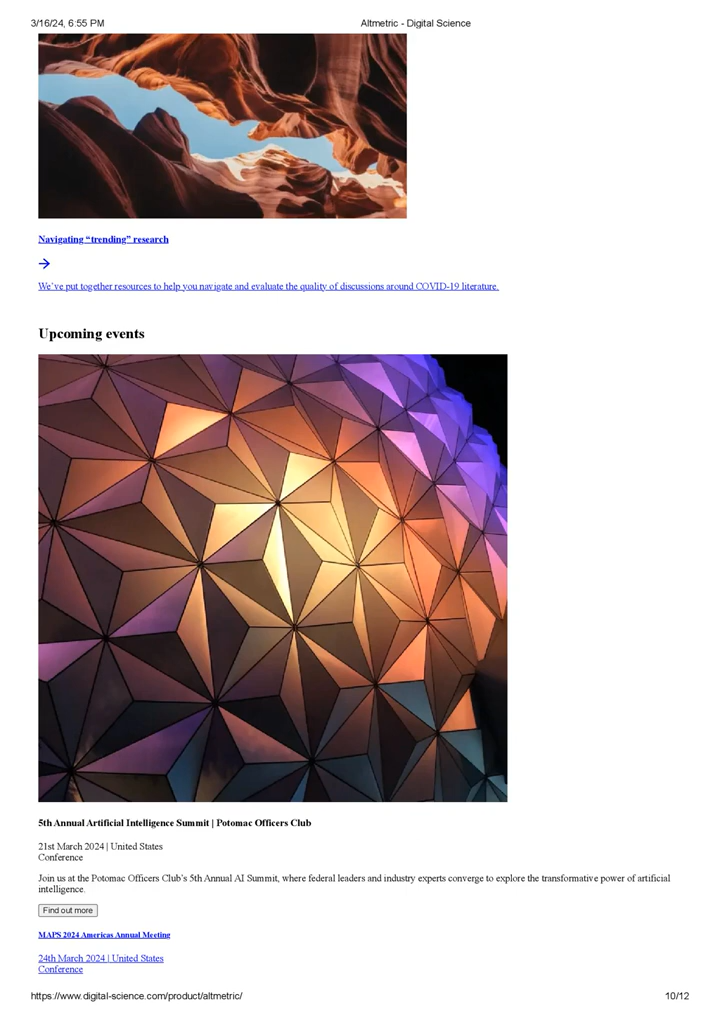 3/16/24, 6:55 PM
Altmetric - Digital Science
Navigating “trending” research
We’ve put together resources to help you navigate and evaluate the quality of discussions around COVID-19 literature.
Upcoming events
5th Annual Artificial Intelligence Summit | Potomac Officers Club
21st March 2024 | United States
Conference
Join us at the Potomac Officers Club’s 5th Annual AI Summit, where federal leaders and industry experts converge to explore the transformative power of artificial
intelligence.
Find out more
MAPS 2024 Americas Annual Meeting
24th March 2024 | United States
Conference
https://www.digital-science.com/product/altmetric/
10/12